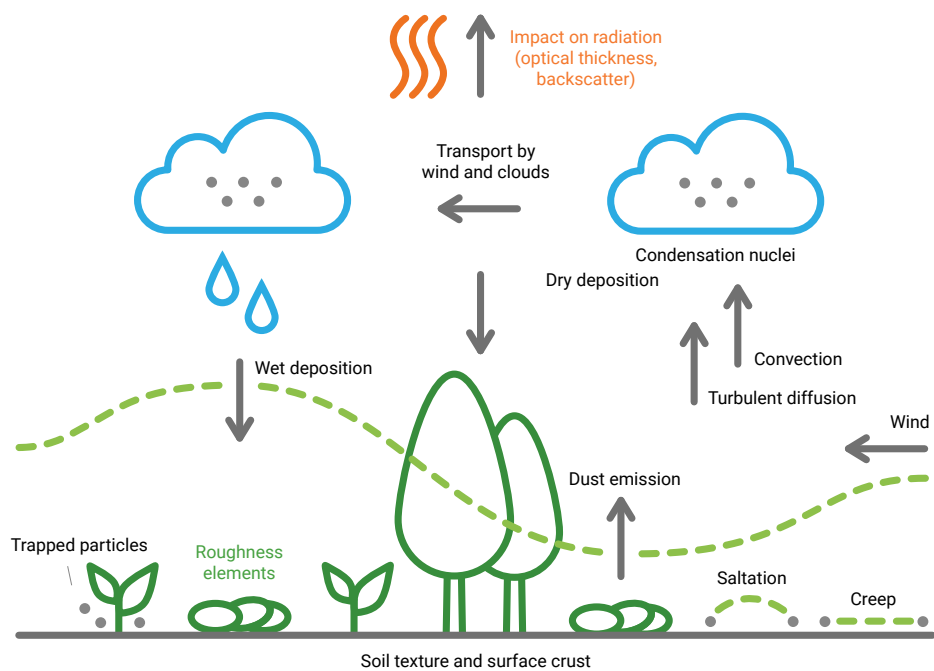 Impact on radiation
(optical thickness,
backscatter)
Transport by
wind and clouds
Condensation nuclei
Dry deposition
Wet deposition
Convection
Turbulent diffusion
Wind
Dust emission
Trapped particles
Roughness
elements
Saltation
Creep
Soil texture and surface crust